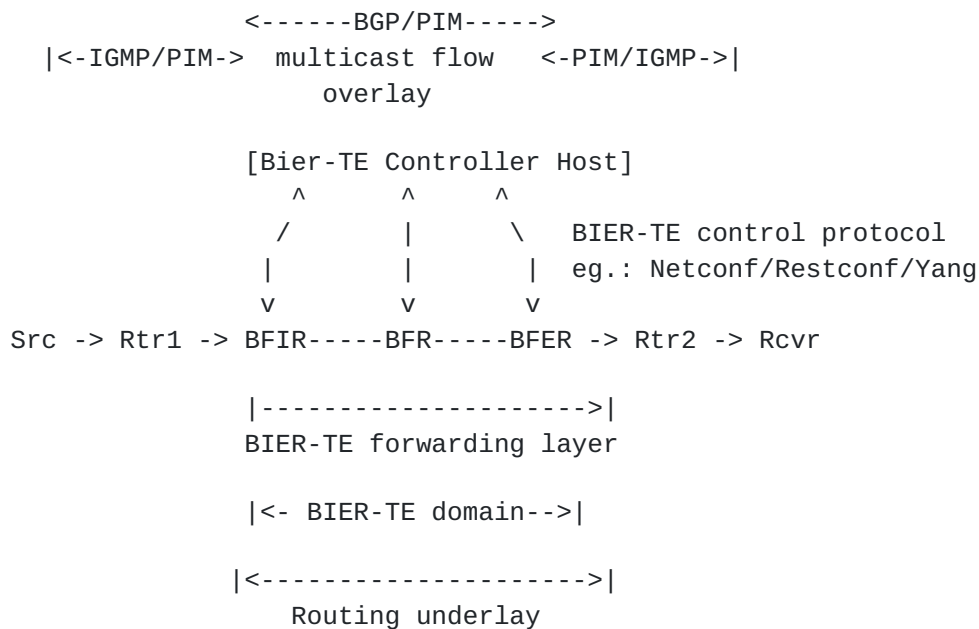 <------BGP/PIM----->
|<-IGMP/PIM-> multicast flow <-PIM/IGMP->|
overlay
[Bier-TE Controller Host]
^ ^ ^
/ | \ BIER-TE control protocol
| | | eg.: Netconf/Restconf/Yang
v v v
Src -> Rtr1 -> BFIR-----BFR-----BFER -> Rtr2 -> Rcvr
|--------------------->|
BIER-TE forwarding layer
|<- BIER-TE domain-->|
|<--------------------->|
Routing underlay